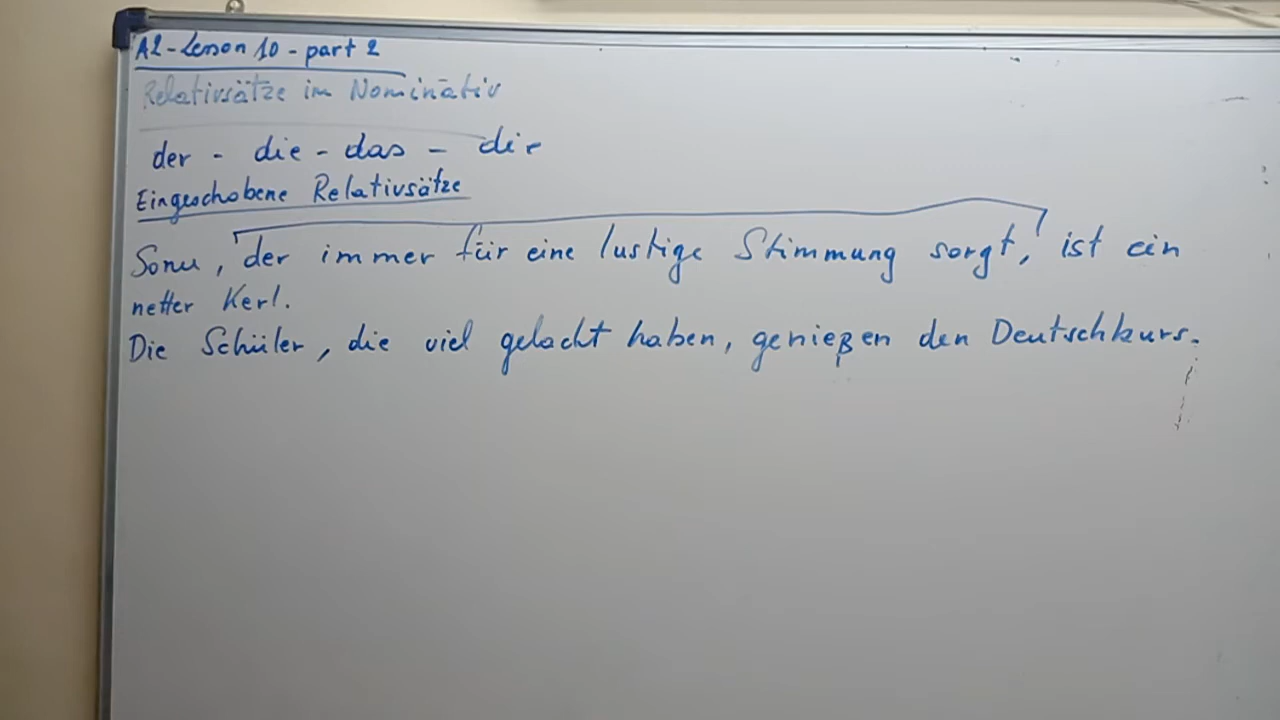 A2-Lesson 10 - part 2
Relativsätze im Nominativ
der - die - das - die
Eingeschobene Relativsätze
Sonu, der immer für eine lustige Stimmung sorgt, ist ein
netter Kerl.
Die Schüler, die viel gelacht haben, genießen den Deutschkurs.